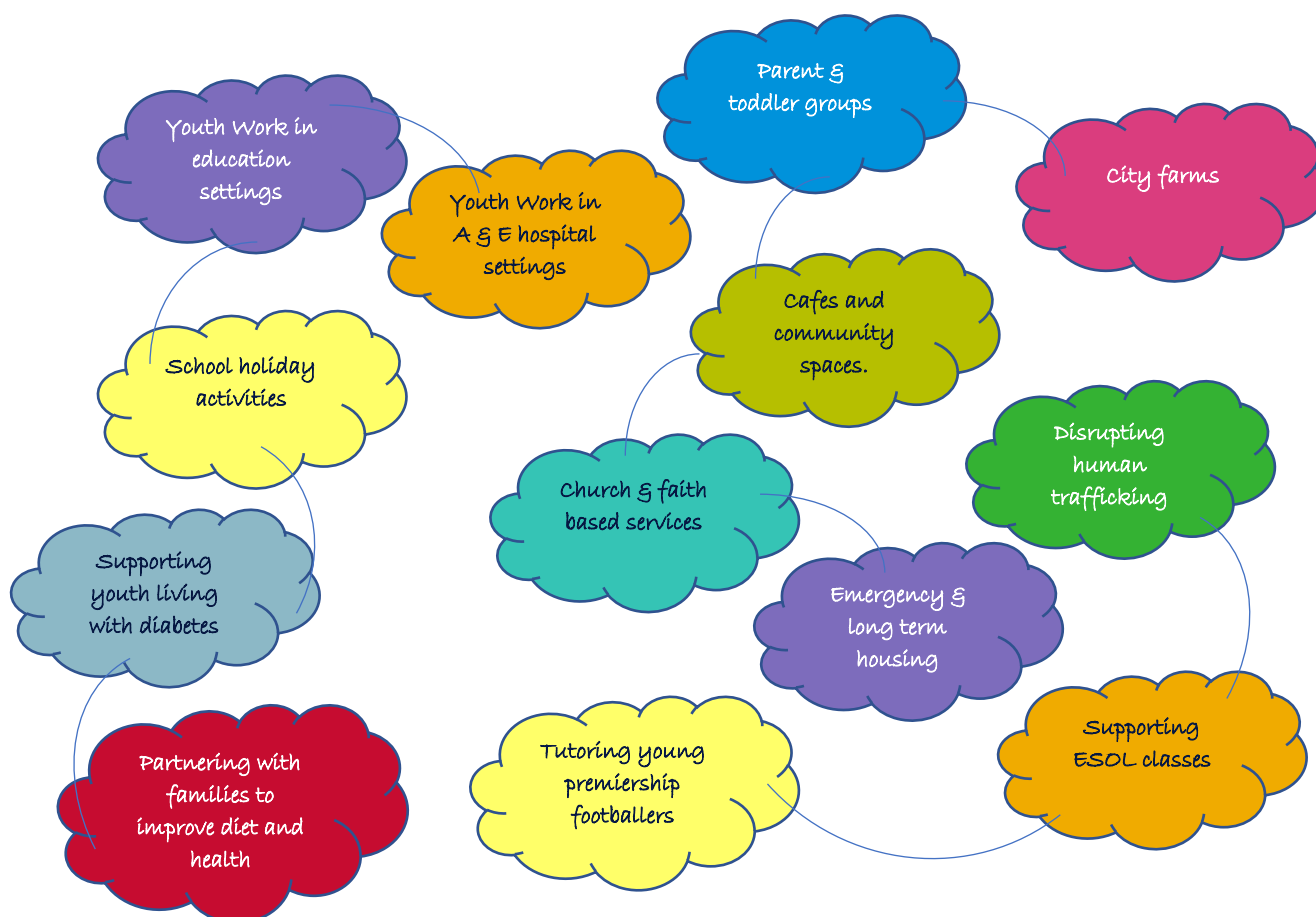 Parent &
toddler groups
Youth Work in
education
settings
City farms
Youth Work in
A & E hospital
settings
Cafes and
community
spaces.
School holiday
activities
Disrupting
human
trafficking
Church & faith
based services
Supporting
youth living
with diabetes
Emergency &
long term
housing
Supporting
ESOL classes
Tutoring young
premiership
footballers
Partnering with
families to
improve diet and
health